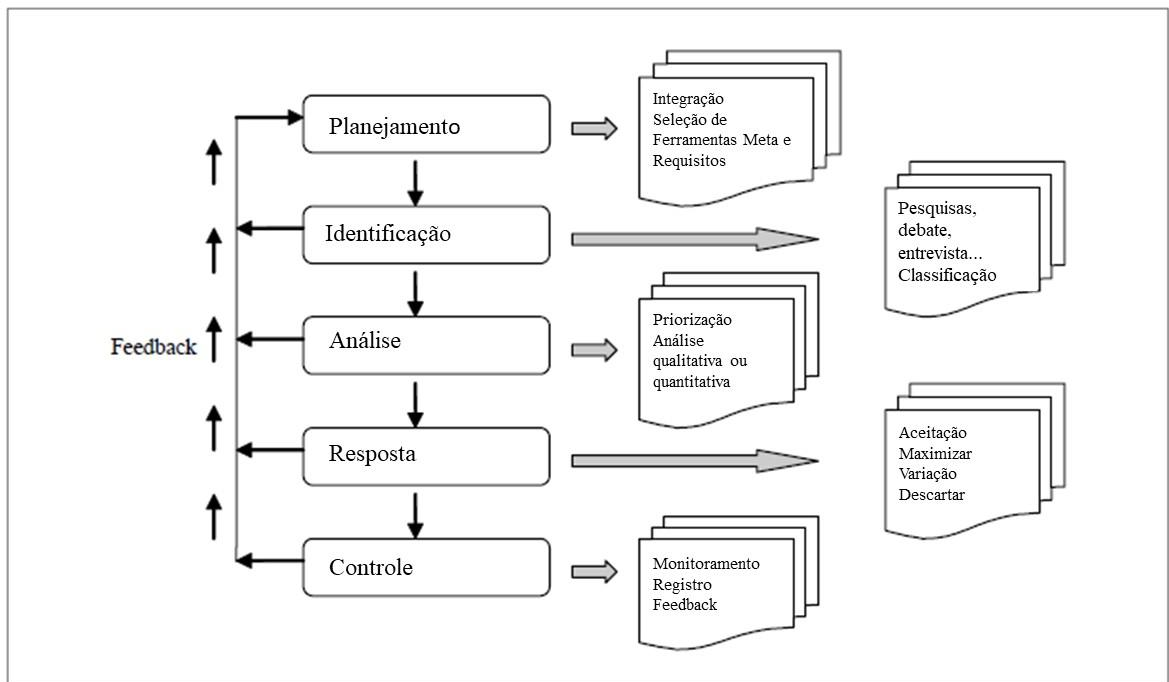 Planejamento
Integração
Seleção de
Ferramentas Meta e
Requisitos
Identificação
Pesquisas,
debate,
entrevista...
Classificação
Feedback
Análise
Priorização
Análise
qualitativa ou
quantitativa
Resposta
Aceitação
Maximizar
Variação
Descartar
Controle
Monitoramento
Registro
Feedback